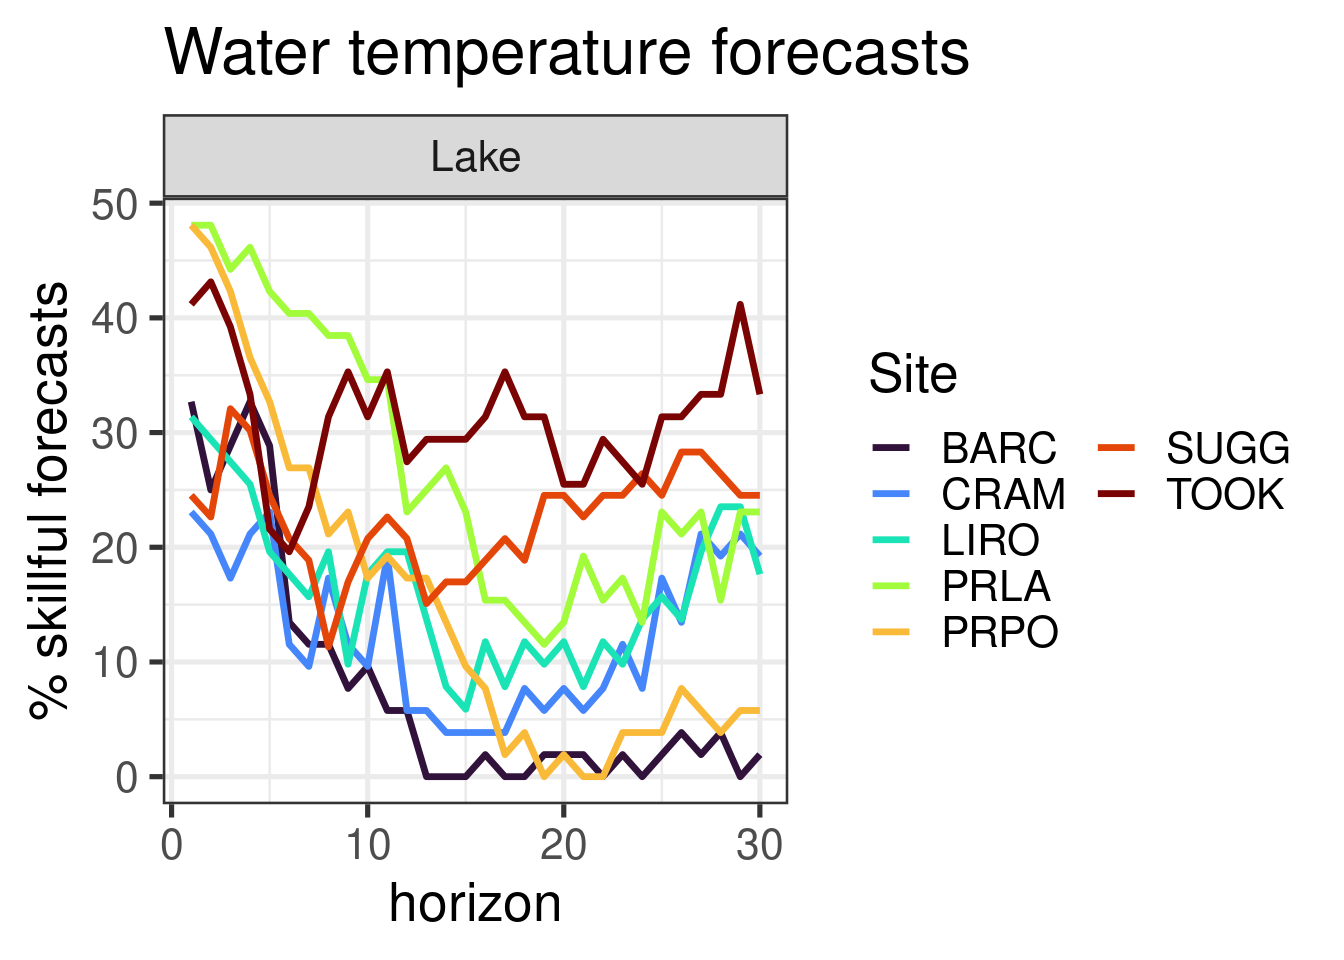 Water temperature forecasts
Lake
50
40
30
20
10
0
% skillful forecasts
0 10 20 30
horizon
Site
BARC SUGG
CRAM TOOK
LIRO
PRLA
PRPO